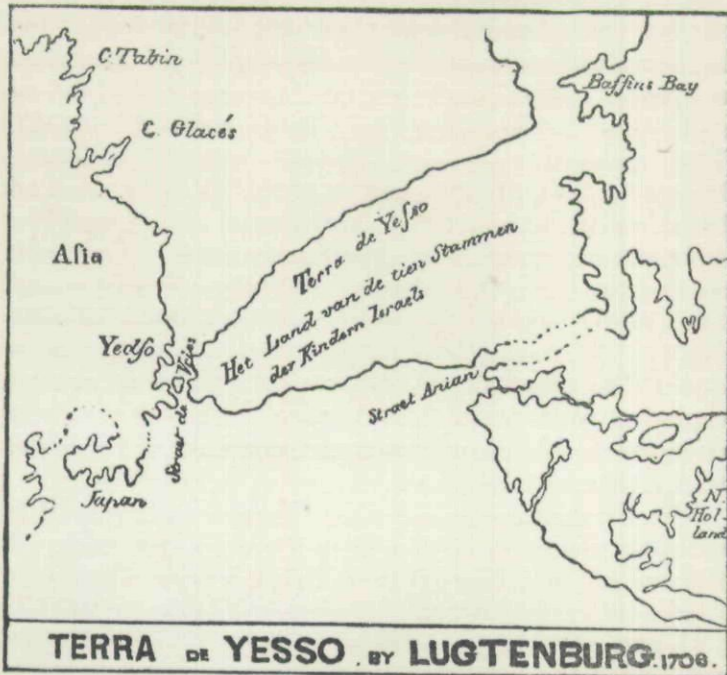 C. Tabin
Baffins Bay
C. Glacés
Asia
Terra de Yesso
Het Land van de tien Stammen
der Kindern Israels
Yedso
Straet de Vries
Straet Anian
Japan
N.
Hol-
land
TERRA DE YESSO. BY LUGTENBURG. 1706.